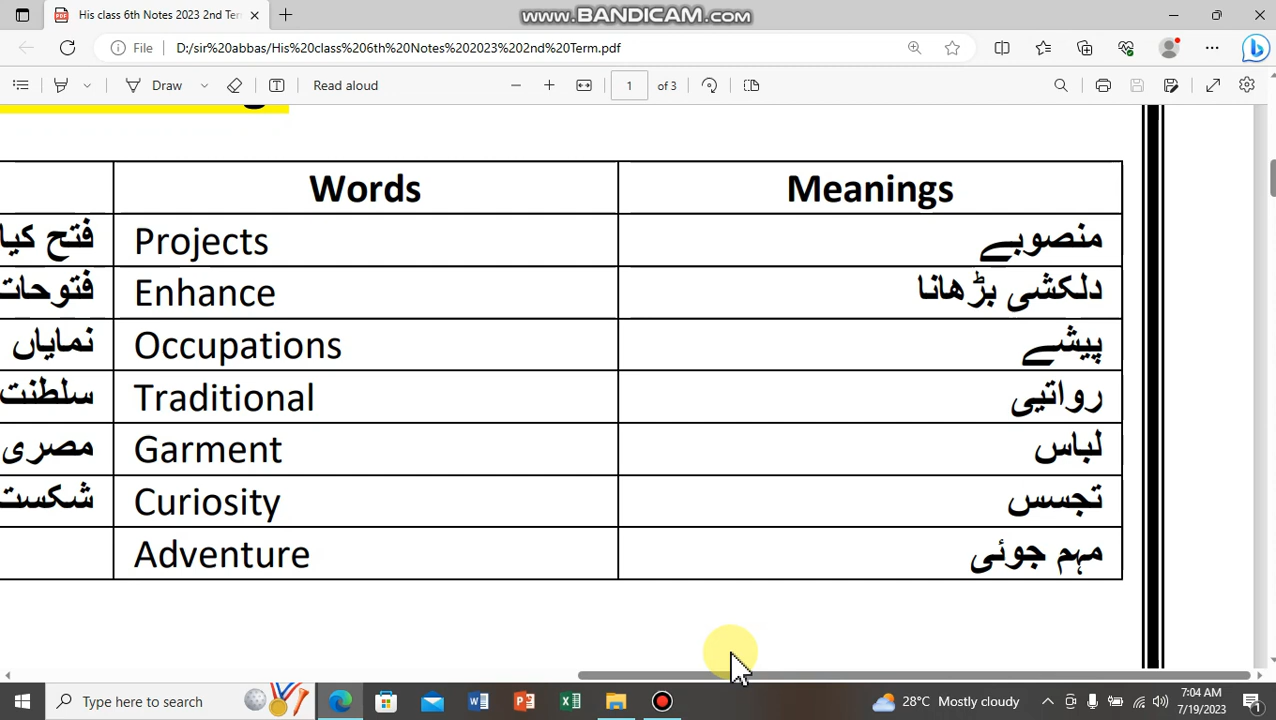 His class 6th Notes 2023 2nd Ter
www.BANDICAM.com
File
D:/sir%20abbas/His%20class%206th%20Notes%202023%202nd%20Term.pdf
Draw
Read aloud
1
of 3
Words Meanings
فتح کیا Projects منصوبے
فتوحات Enhance دلکشی بڑھانا
نمایاں Occupations پیشے
سلطنت Traditional رواتیی
مصری Garment لباس
شکست Curiosity تجسس
Adventure مہم جوئی
Type here to search
28°C Mostly cloudy
7:04 AM
7/19/2023
1